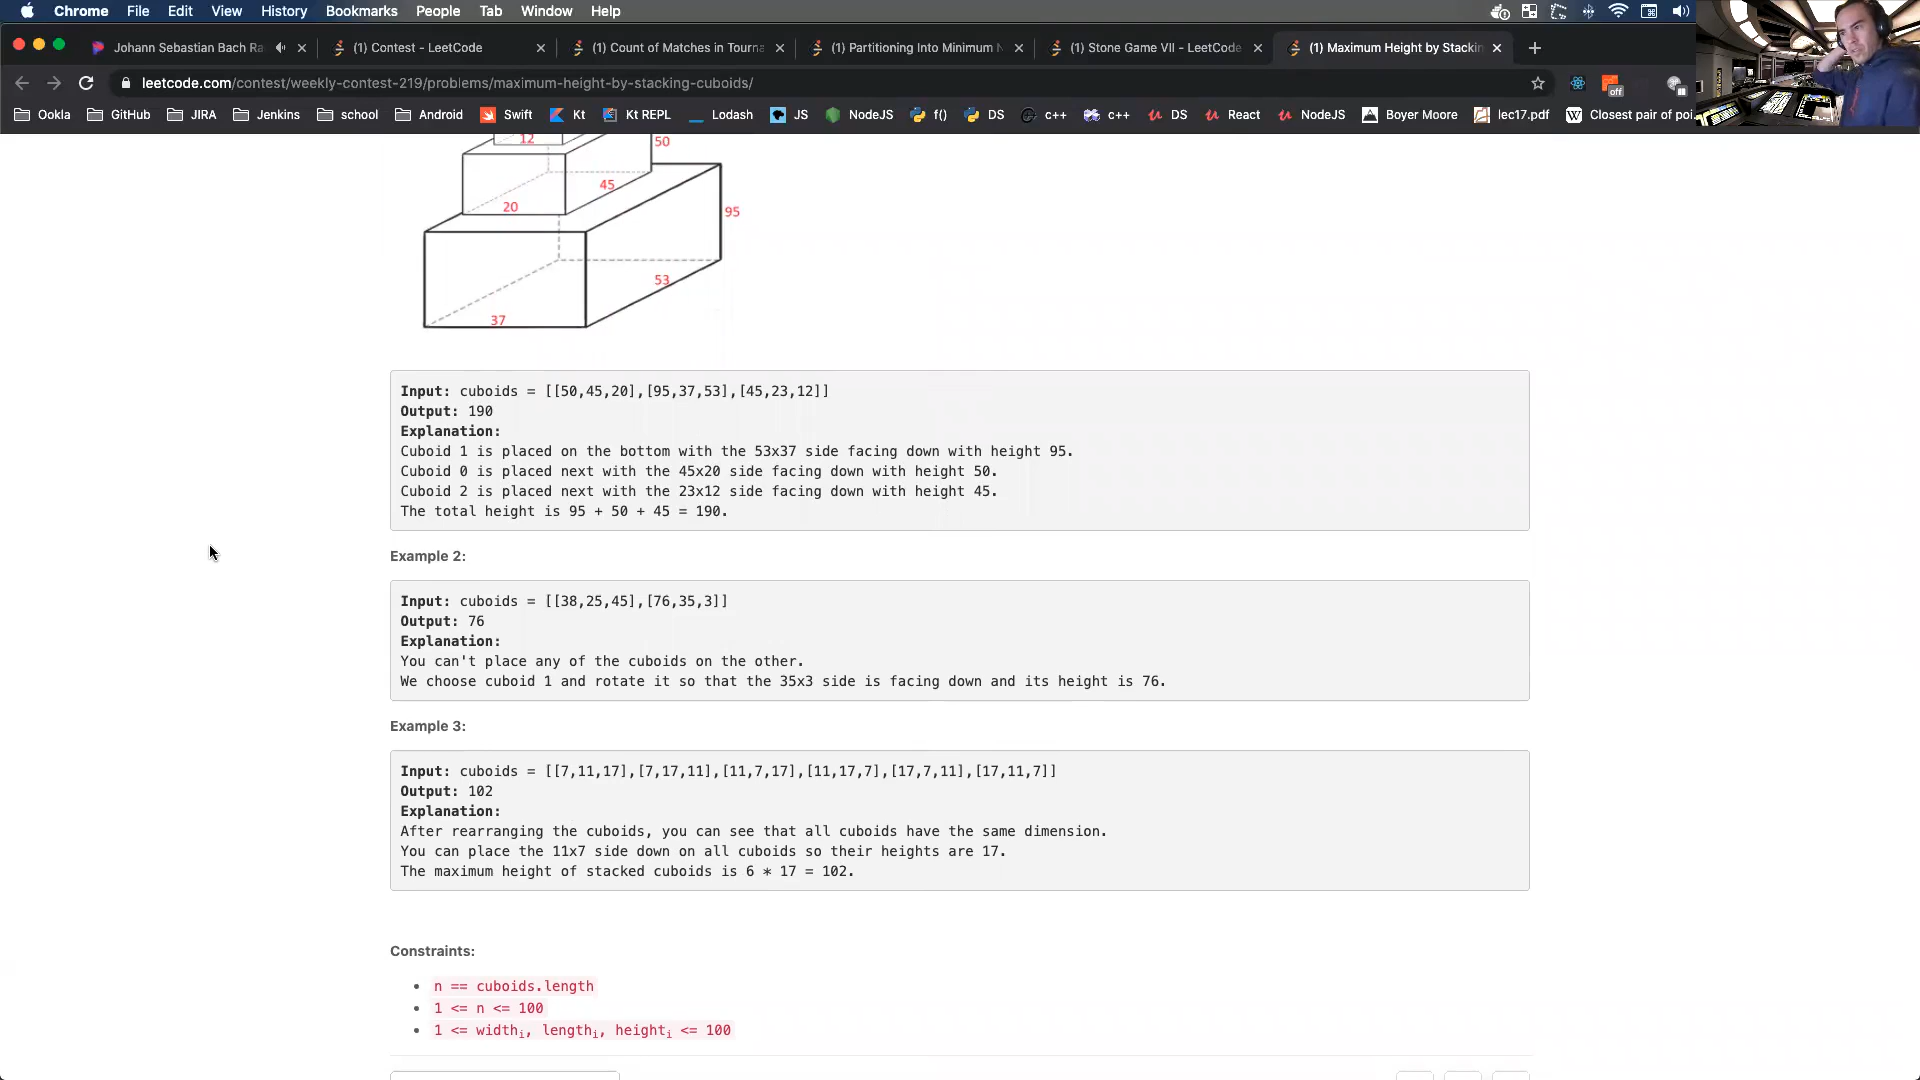 Chrome File Edit View History Bookmarks People Tab Window Help
Johann Sebastian Bach Ra
(1) Contest - LeetCode
(1) Count of Matches in Tourna
(1) Partitioning Into Minimum N
(1) Stone Game VII - LeetCode
(1) Maximum Height by Stackin
leetcode.com/contest/weekly-contest-219/problems/maximum-height-by-stacking-cuboids/
off
Ookla GitHub JIRA Jenkins school Android Swift Kt Kt REPL Lodash JS NodeJS f() DS c++ c++ DS React NodeJS Boyer Moore lec17.pdf Closest pair of poi
12
50
45
20
95
53
37
Input: cuboids = [[50,45,20],[95,37,53],[45,23,12]]
Output: 190
Explanation:
Cuboid 1 is placed on the bottom with the 53x37 side facing down with height 95.
Cuboid 0 is placed next with the 45x20 side facing down with height 50.
Cuboid 2 is placed next with the 23x12 side facing down with height 45.
The total height is 95 + 50 + 45 = 190.
Example 2:
Input: cuboids = [[38,25,45],[76,35,3]]
Output: 76
Explanation:
You can't place any of the cuboids on the other.
We choose cuboid 1 and rotate it so that the 35x3 side is facing down and its height is 76.
Example 3:
Input: cuboids = [[7,11,17],[7,17,11],[11,7,17],[11,17,7],[17,7,11],[17,11,7]]
Output: 102
Explanation:
After rearranging the cuboids, you can see that all cuboids have the same dimension.
You can place the 11x7 side down on all cuboids so their heights are 17.
The maximum height of stacked cuboids is 6 * 17 = 102.
Constraints:
n == cuboids.length
1 <= n <= 100
1 <= widthi, lengthi, heighti <= 100